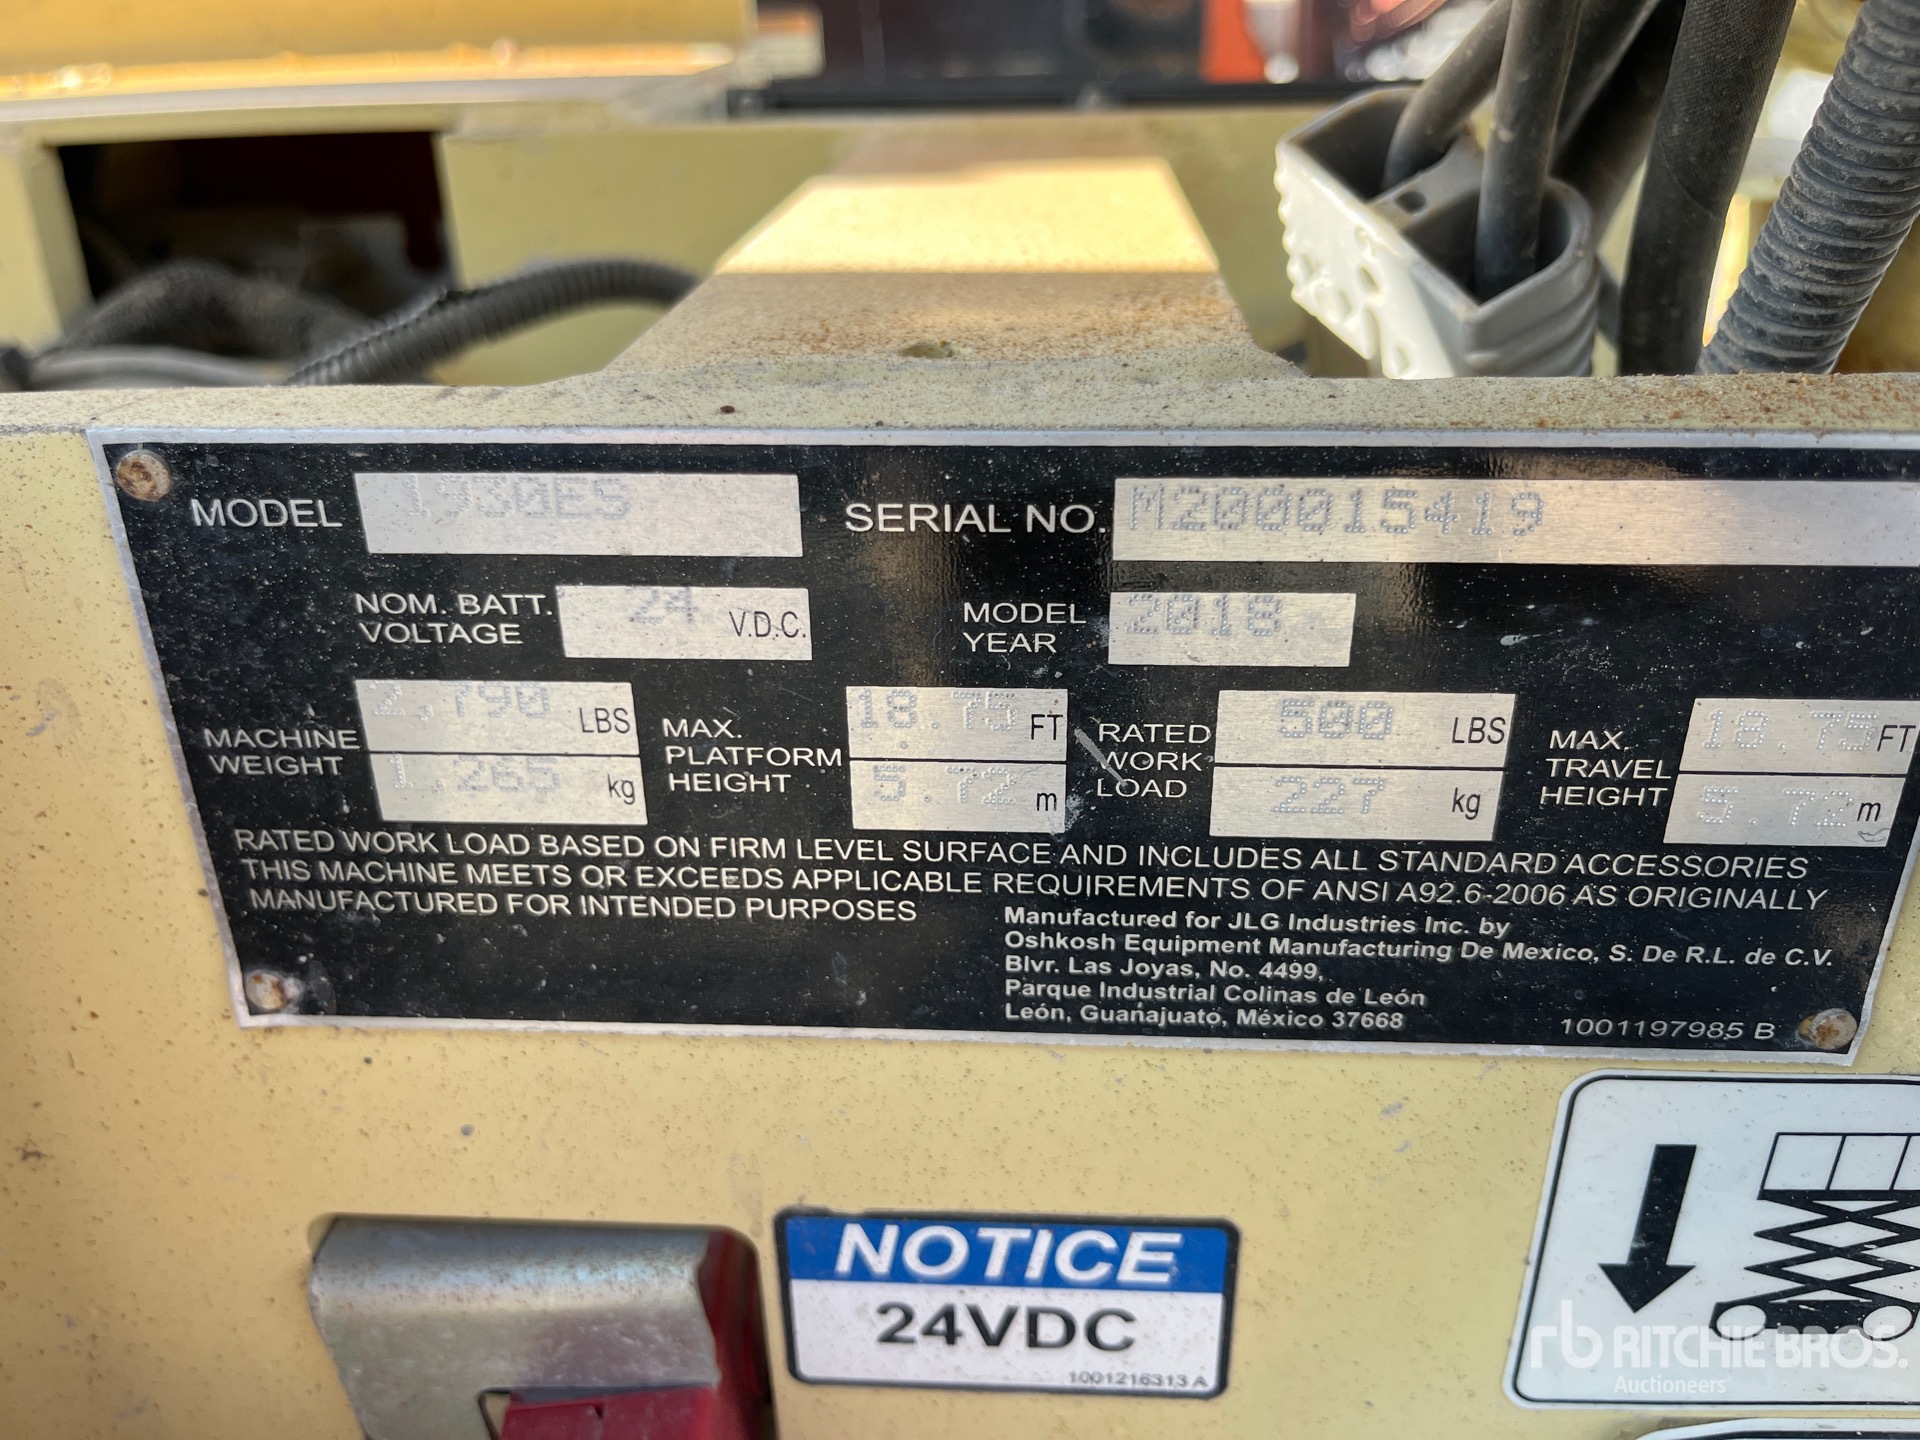 MODEL 1930ES SERIAL NO. M200015419
NOM. BATT. VOLTAGE 24 V.D.C. MODEL YEAR 2018
MACHINE WEIGHT 2,790 LBS 1,265 kg
MAX. PLATFORM HEIGHT 18.75 FT 5.72 m
RATED WORK LOAD 500 LBS 227 kg
MAX. TRAVEL HEIGHT 18.75 FT 5.72 m
RATED WORK LOAD BASED ON FIRM LEVEL SURFACE AND INCLUDES ALL STANDARD ACCESSORIES
THIS MACHINE MEETS OR EXCEEDS APPLICABLE REQUIREMENTS OF ANSI A92.6-2006 AS ORIGINALLY
MANUFACTURED FOR INTENDED PURPOSES
Manufactured for JLG Industries Inc. by
Oshkosh Equipment Manufacturing De Mexico, S. De R.L. de C.V.
Blvr. Las Joyas, No. 4499,
Parque Industrial Colinas de León
León, Guanajuato, México 37668
1001197985 B
NOTICE
24VDC
1001216313 A
rb RITCHIE BROS.
Auctioneers